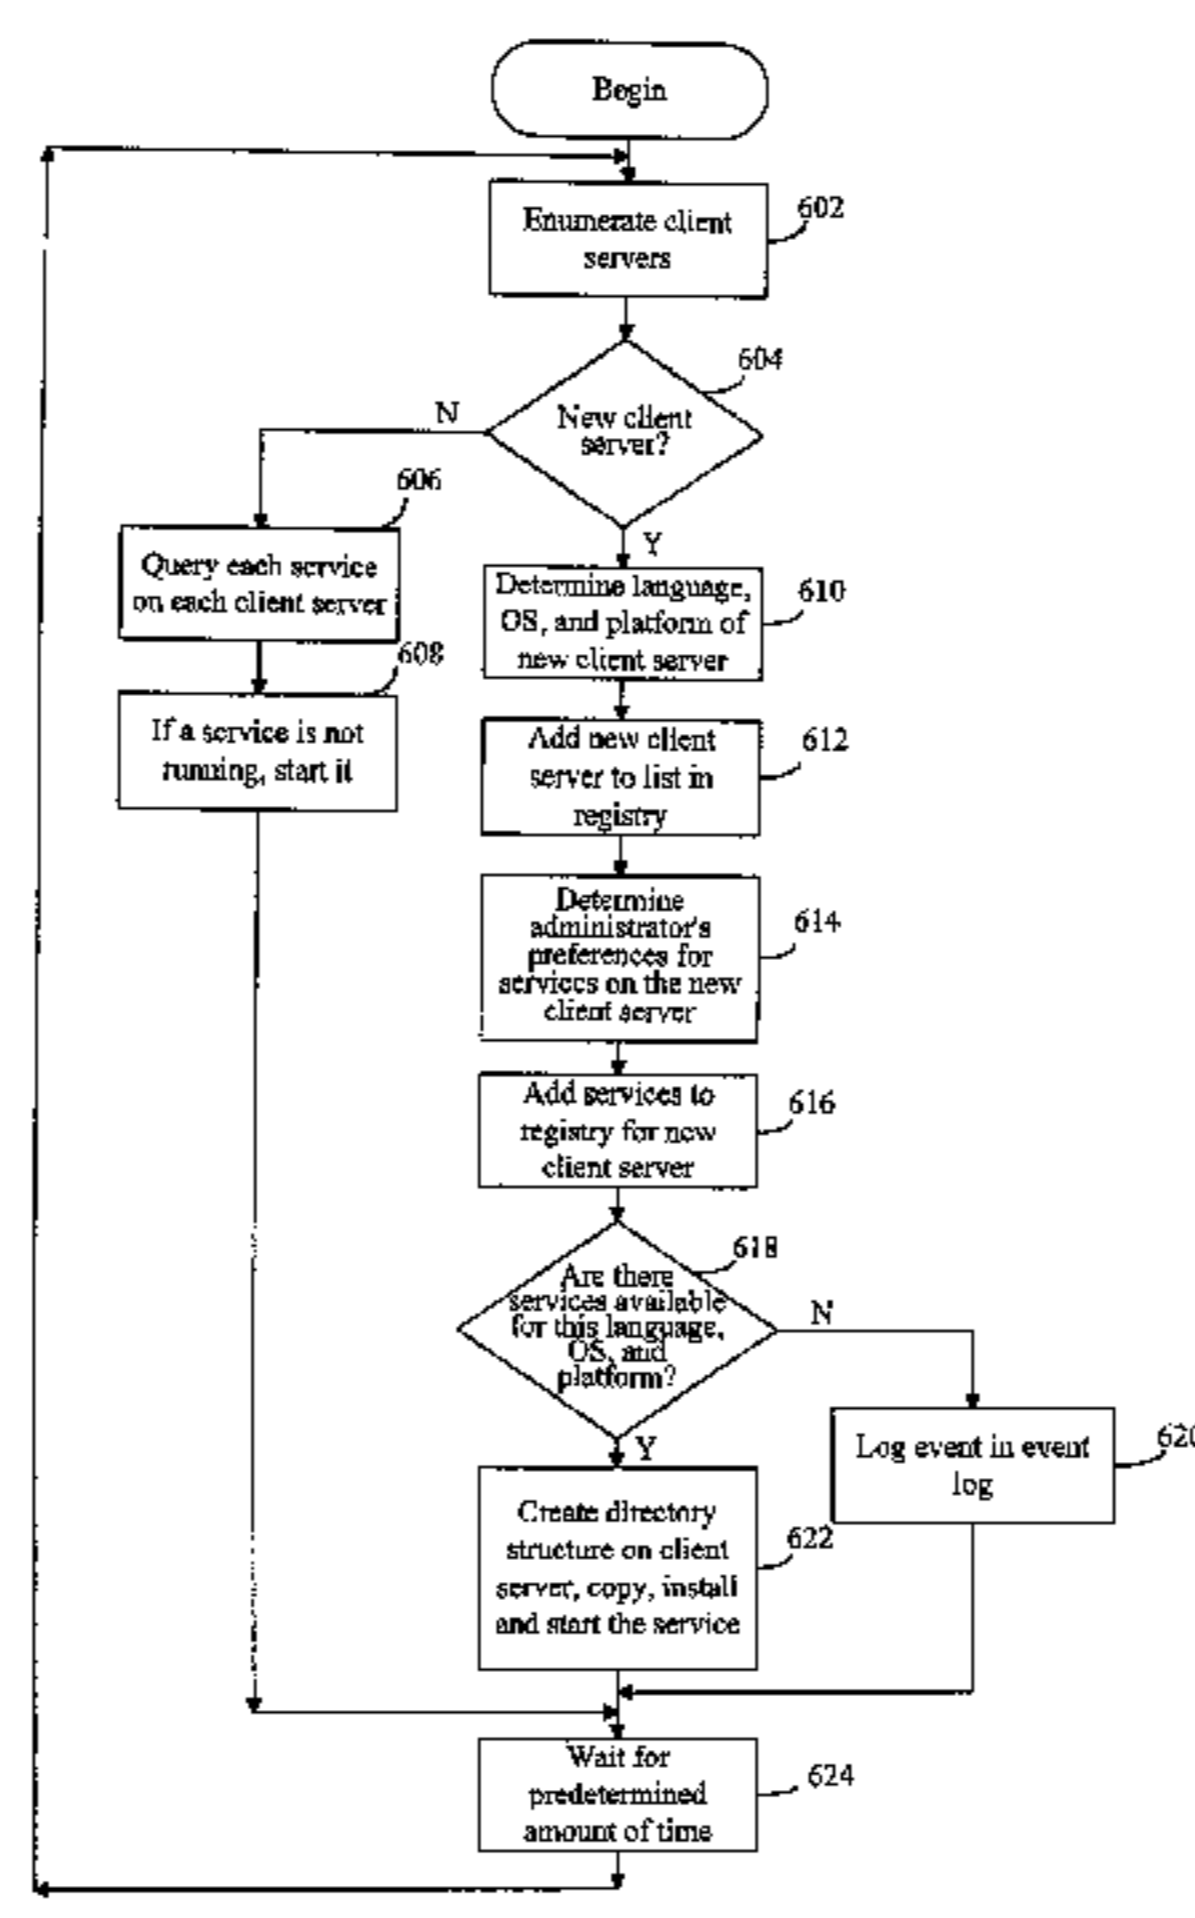 Begin
Enumerate client
servers
602
604
New client
server?
N
Y
606
Query each service
on each client server
608
If a service is not
running, start it
Determine language,
OS, and platform of
new client server
610
Add new client
server to list in
registry
612
Determine
administrator's
preferences for
services on the new
client server
614
Add services to
registry for new
client server
616
618
Are there
services available
for this language,
OS, and
platform?
N
Y
Log event in event
log
620
Create directory
structure on client
server, copy, install
and start the service
622
Wait for
predetermined
amount of time
624